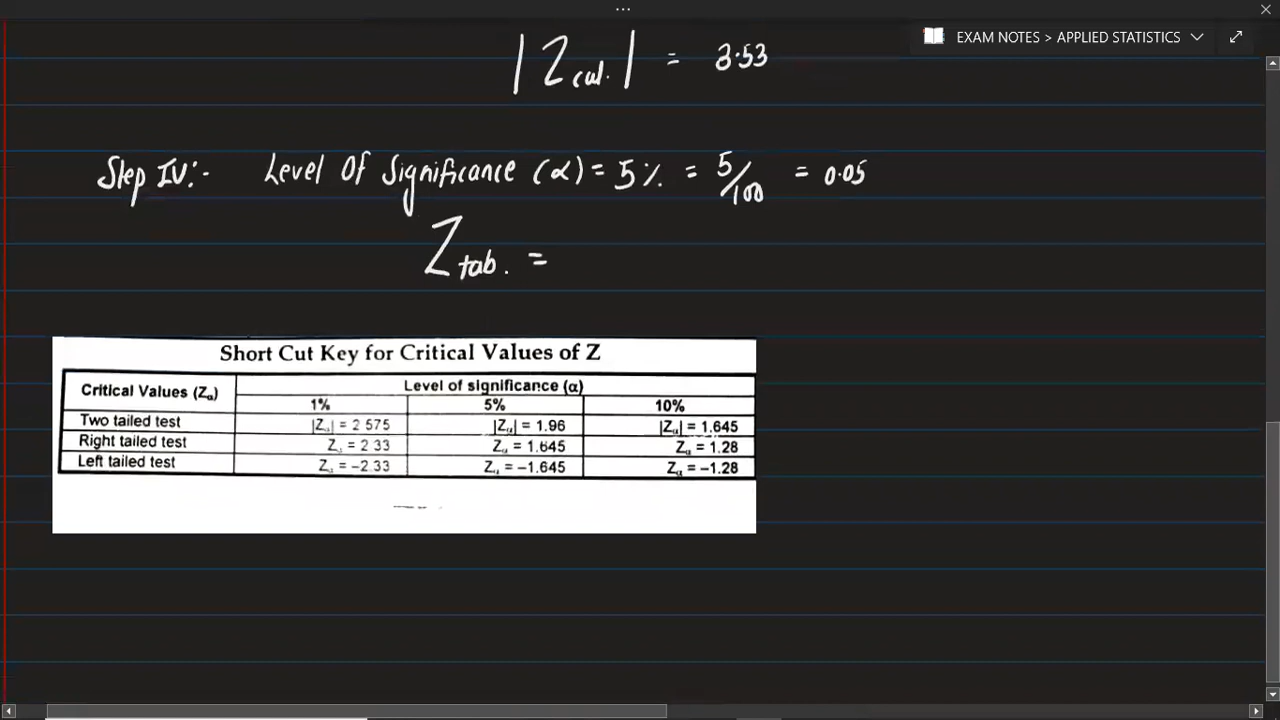 ...
EXAM NOTES > APPLIED STATISTICS
|Zcal.| = 3.53
Step IV:- Level Of Significance (α) = 5% = 5/100 = 0.05
Ztab. =
Short Cut Key for Critical Values of Z
Critical Values (Zα) Level of significance (α)
1% 5% 10%
Two tailed test |Zα| = 2 575 |Zα| = 1.96 |Zα| = 1.645
Right tailed test Zα = 2 33 Zα = 1.645 Zα = 1.28
Left tailed test Zα = −2 33 Zα = −1.645 Zα = −1.28